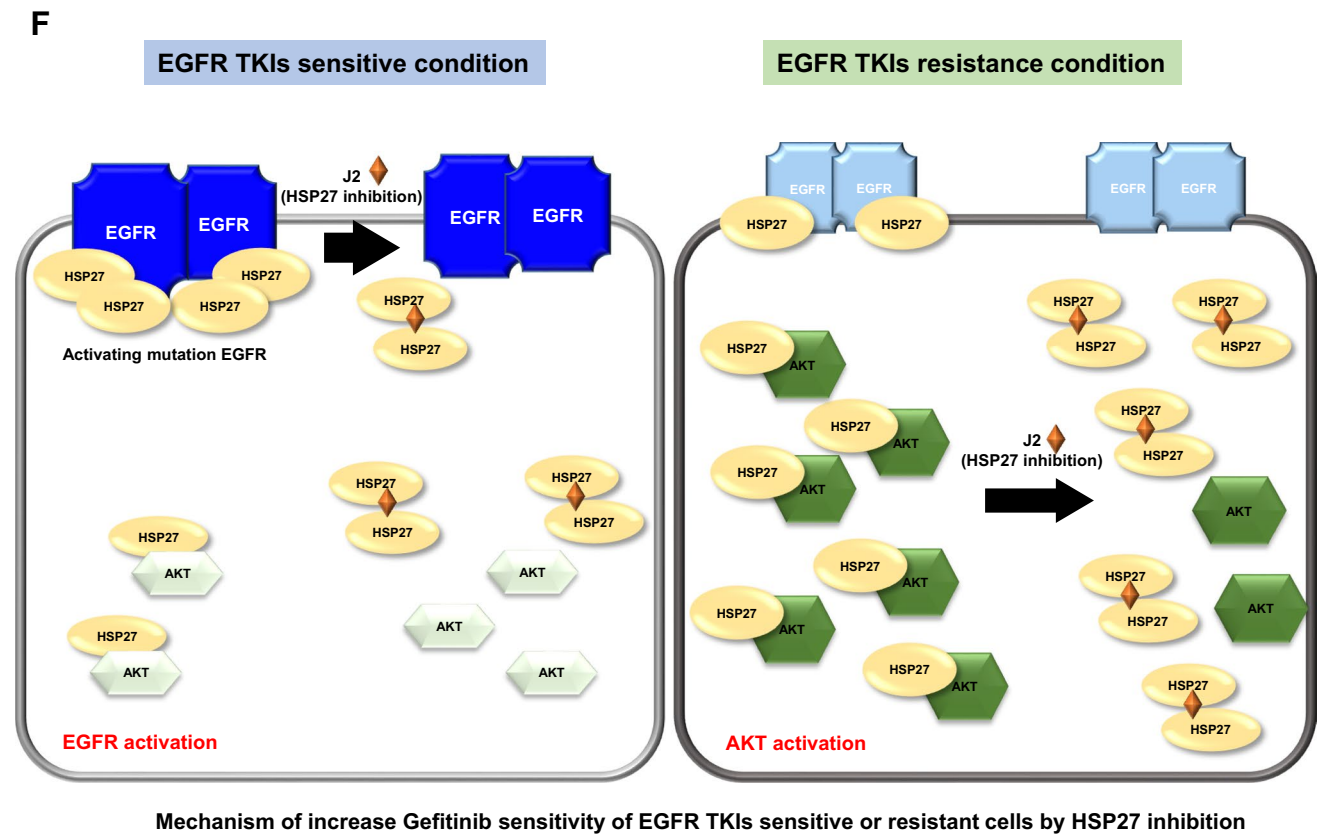 F
EGFR TKIs sensitive condition
EGFR TKIs resistance condition
J2
(HSP27 inhibition)
EGFR
EGFR
EGFR
EGFR
HSP27
HSP27
HSP27
HSP27
Activating mutation EGFR
HSP27
HSP27
HSP27
HSP27
HSP27
HSP27
HSP27
AKT
HSP27
AKT
AKT
AKT
AKT
EGFR activation
EGFR
EGFR
EGFR
EGFR
HSP27
HSP27
HSP27
AKT
HSP27
AKT
HSP27
AKT
HSP27
AKT
HSP27
AKT
HSP27
AKT
J2
(HSP27 inhibition)
HSP27
HSP27
HSP27
HSP27
HSP27
HSP27
AKT
HSP27
HSP27
AKT
HSP27
HSP27
AKT activation
Mechanism of increase Gefitinib sensitivity of EGFR TKIs sensitive or resistant cells by HSP27 inhibition